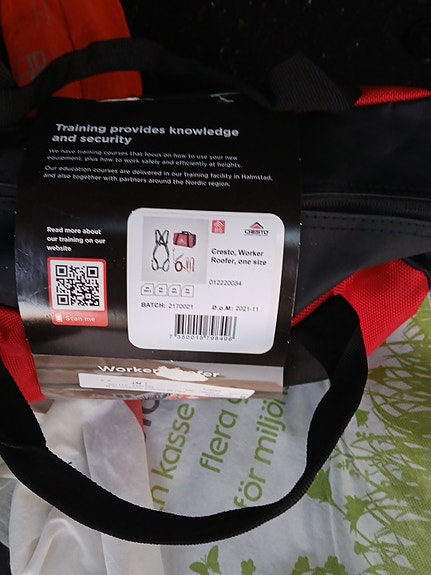 Training provides knowledge
and security
We have training courses that focus on how to use your new
equipment, plus how to work safely and efficiently at heights.
Our education courses are delivered in our training facility in Halmstad,
and also together with partners around the Nordic region.
Read more about
our training on our
website
Scan me
CRESTO
Cresto, Worker
Roofer, one size
012220034
BATCH: 2170021
D.o.M: 2021-11
Worker
n kasse
flera
för miljö